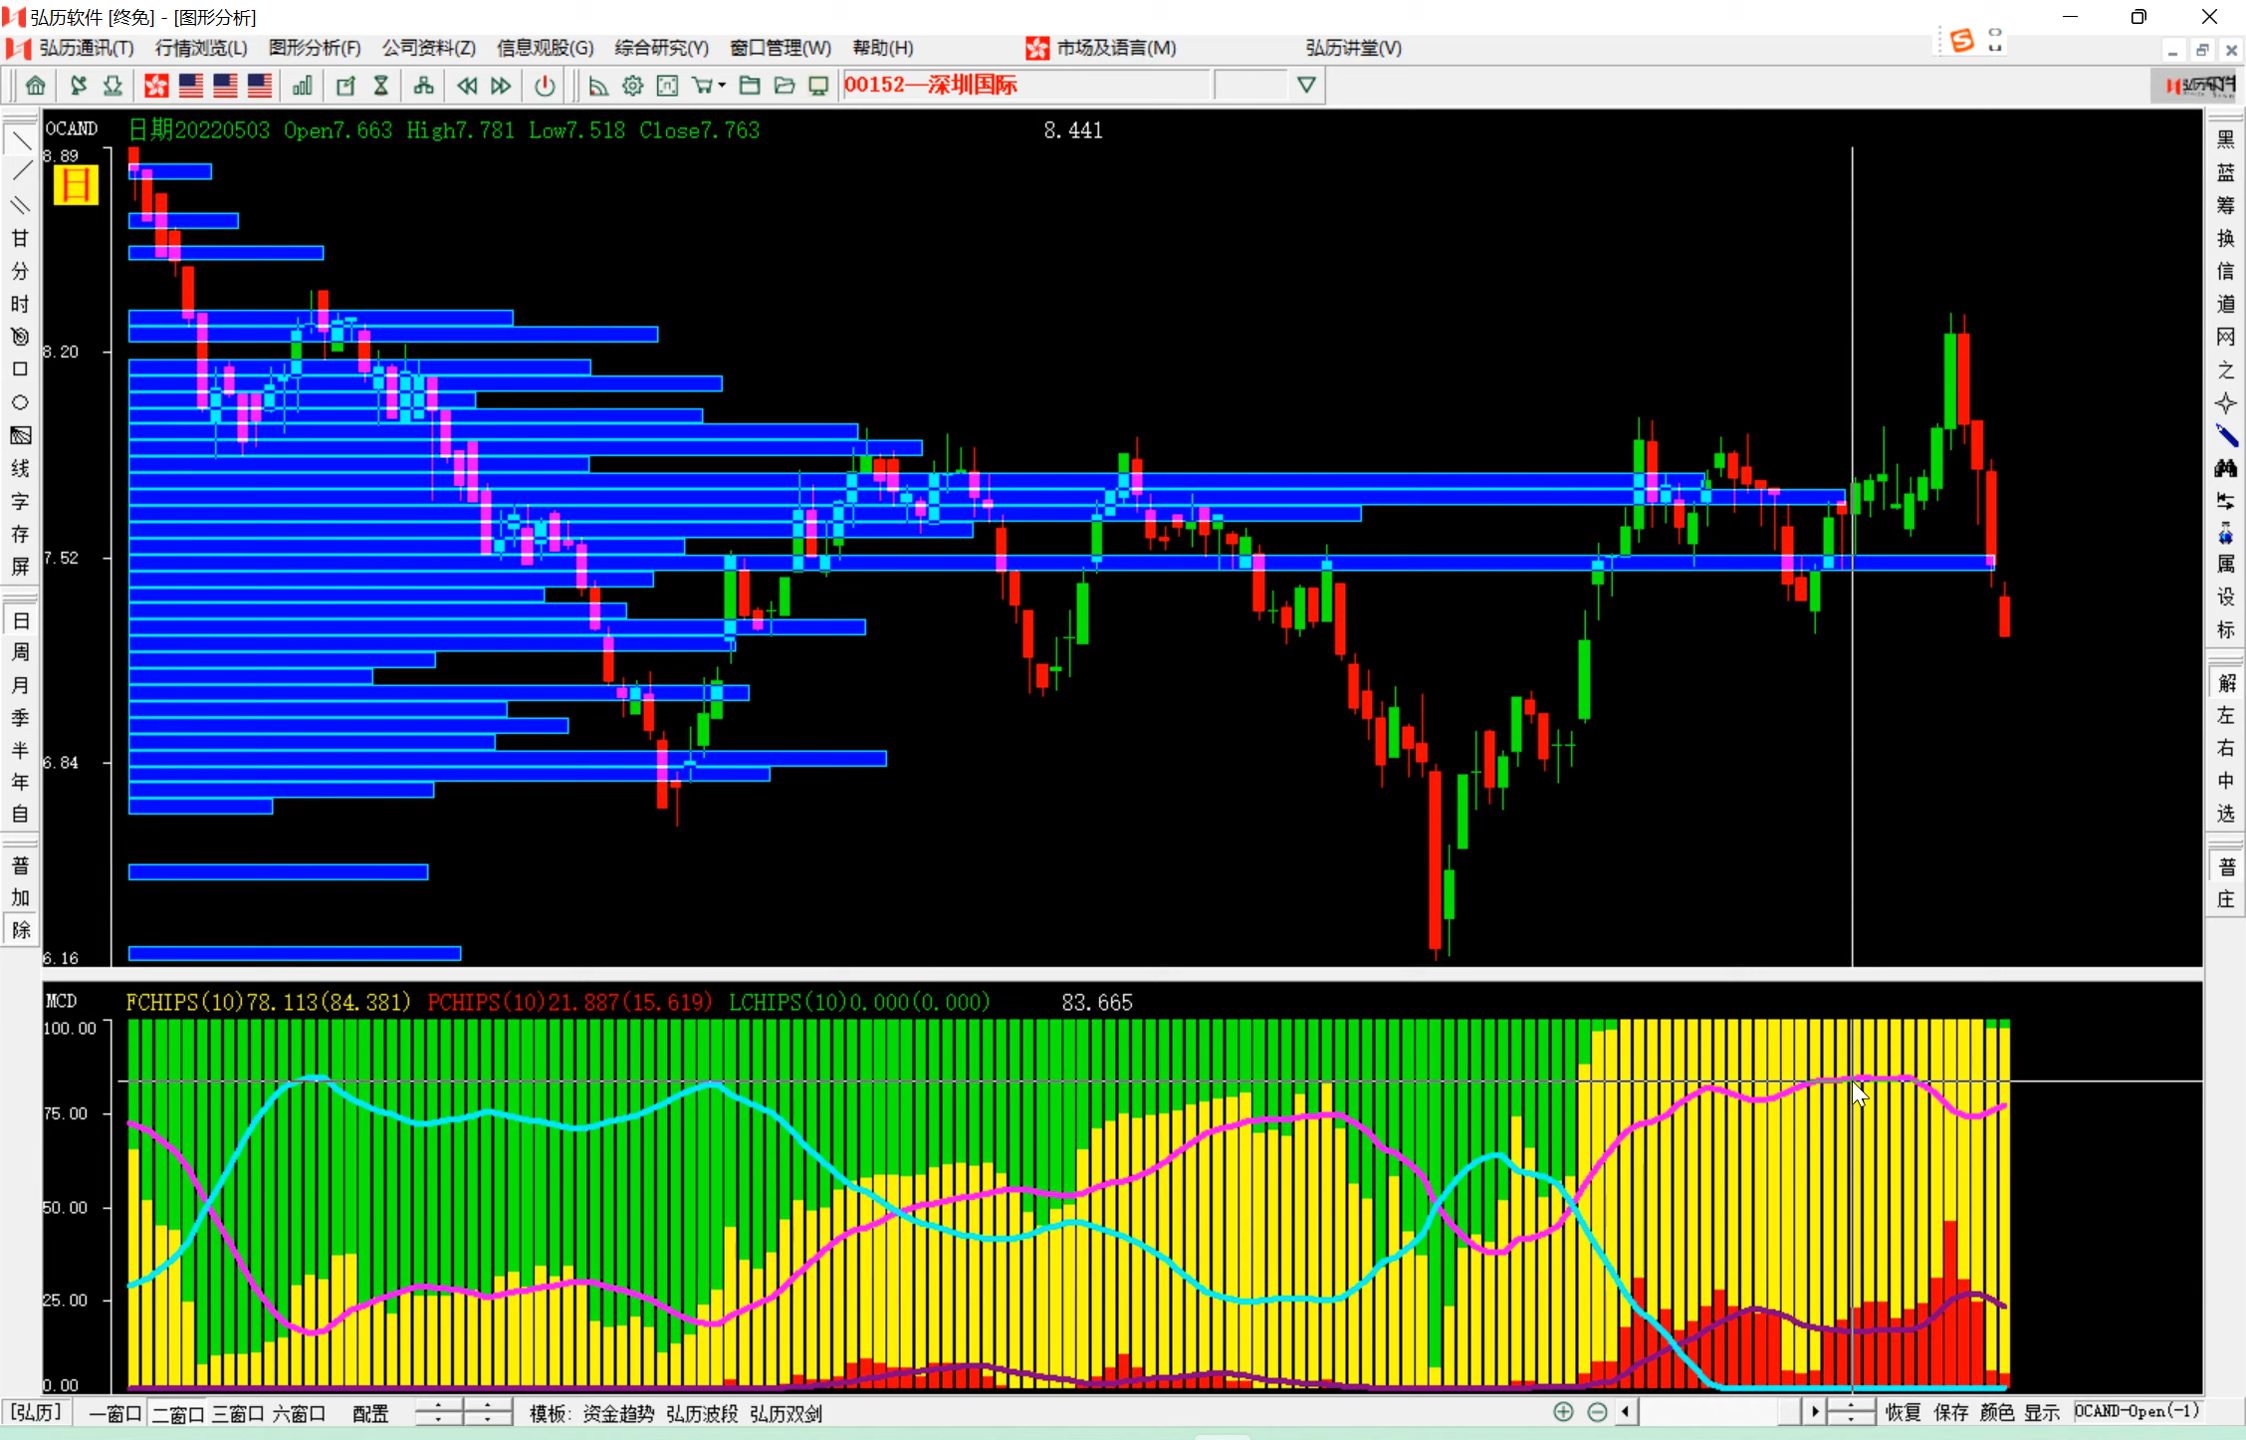 弘历软件 [终免] - [图形分析]
弘历通讯(T) 行情浏览(L) 图形分析(F) 公司资料(Z) 信息观股(G) 综合研究(Y) 窗口管理(W) 帮助(H) 市场及语言(M) 弘历讲堂(V)
00152—深圳国际
OCAND 日期20220503 Open7.663 High7.781 Low7.518 Close7.763 8.441
8.89
日
8.20
7.52
6.84
6.16
甘
分
时
线
字
存
屏
日
周
月
季
半
年
自
普
加
除
黑
蓝
筹
换
信
道
网
之
属
设
标
解
左
右
中
选
普
庄
MCD FCHIPS(10)78.113(84.381) PCHIPS(10)21.887(15.619) LCHIPS(10)0.000(0.000) 83.665
100.00
75.00
50.00
25.00
0.00
[弘历] 一窗口 二窗口 三窗口 六窗口 配置 模板: 资金趋势 弘历波段 弘历双剑 恢复 保存 颜色 显示 OCAND-Open(-1)